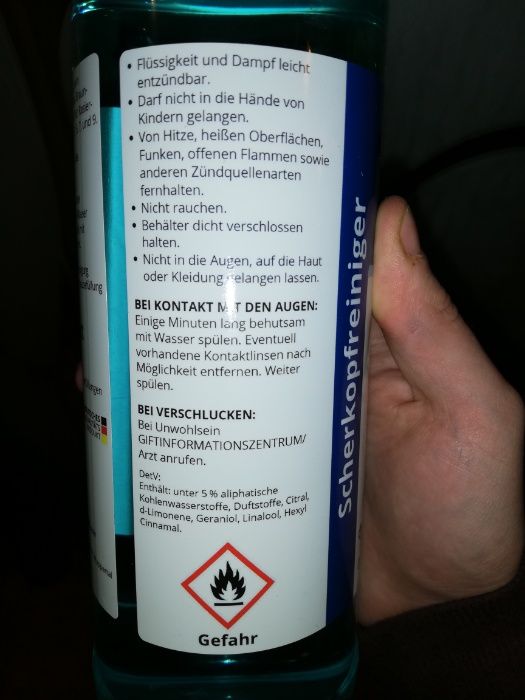 • Flüssigkeit und Dampf leicht
entzündbar.
• Darf nicht in die Hände von
Kindern gelangen.
• Von Hitze, heißen Oberflächen,
Funken, offenen Flammen sowie
anderen Zündquellenarten
fernhalten.
• Nicht rauchen.
• Behälter dicht verschlossen
halten.
• Nicht in die Augen, auf die Haut
oder Kleidung gelangen lassen.
BEI KONTAKT MIT DEN AUGEN:
Einige Minuten lang behutsam
mit Wasser spülen. Eventuell
vorhandene Kontaktlinsen nach
Möglichkeit entfernen. Weiter
spülen.
BEI VERSCHLUCKEN:
Bei Unwohlsein
GIFTINFORMATIONSZENTRUM/
Arzt anrufen.
DetV:
Enthält: unter 5 % aliphatische
Kohlenwasserstoffe, Duftstoffe, Citral,
d-Limonene, Geraniol, Linalool, Hexyl
Cinnamal.
Gefahr
Scherkopfreiniger